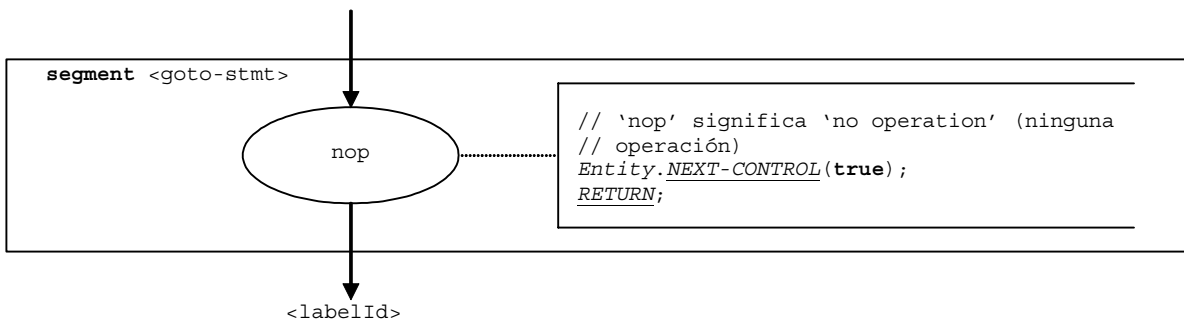 segment <goto-stmt>
nop
// ‘nop’ significa ‘no operation’ (ninguna
// operación)
Entity.NEXT-CONTROL(true);
RETURN;
<labelId>